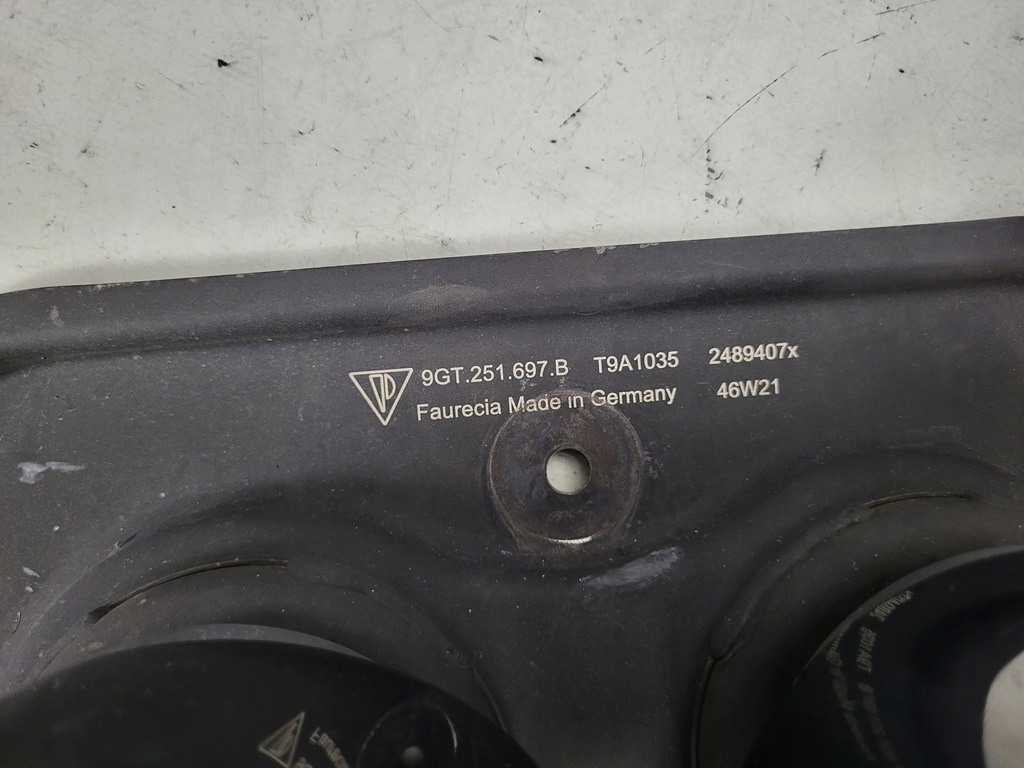 9GT.251.697.B T9A1035 2489407x
Faurecia Made in Germany 46W21